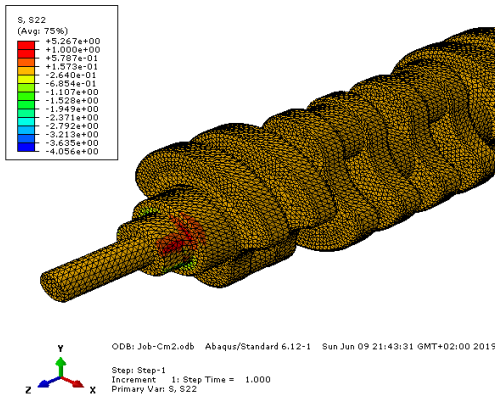 S, S22
(Avg: 75%)
+5.267e+00
+1.000e+00
+5.787e-01
+1.573e-01
-2.640e-01
-6.854e-01
-1.107e+00
-1.528e+00
-1.949e+00
-2.371e+00
-2.792e+00
-3.213e+00
-3.635e+00
-4.056e+00
Y
Z
X
ODB: Job-Cm2.odb Abaqus/Standard 6.12-1 Sun Jun 09 21:43:31 GMT+02:00 2019
Step: Step-1
Increment 1: Step Time = 1.000
Primary Var: S, S22